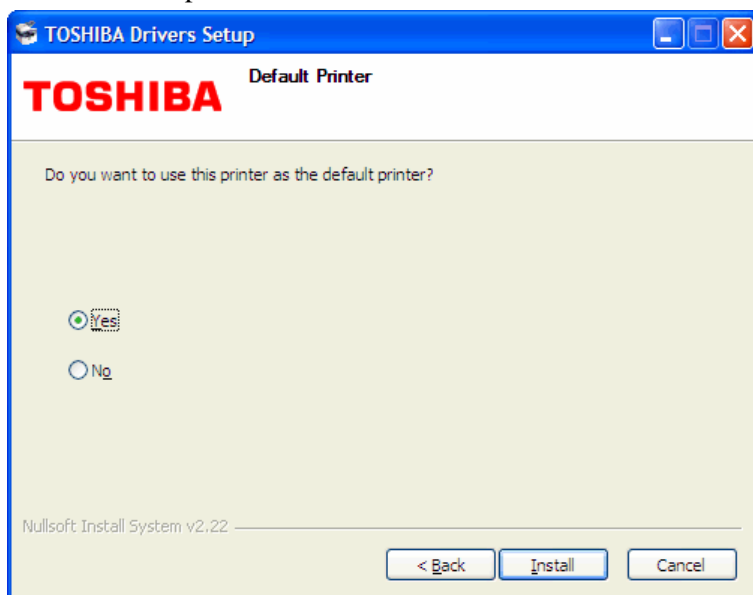 TOSHIBA Drivers Setup
TOSHIBA
Default Printer
Do you want to use this printer as the default printer?
Yes
No
Nullsoft Install System v2.22
< Back
Install
Cancel